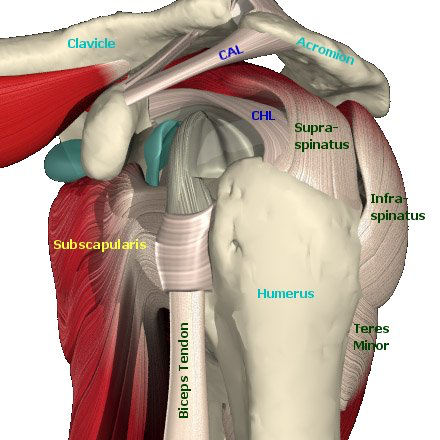 Clavicle
CAL
Acromion
CHL
Supra-
spinatus
Infra-
spinatus
Subscapularis
Humerus
Biceps Tendon
Teres
Minor